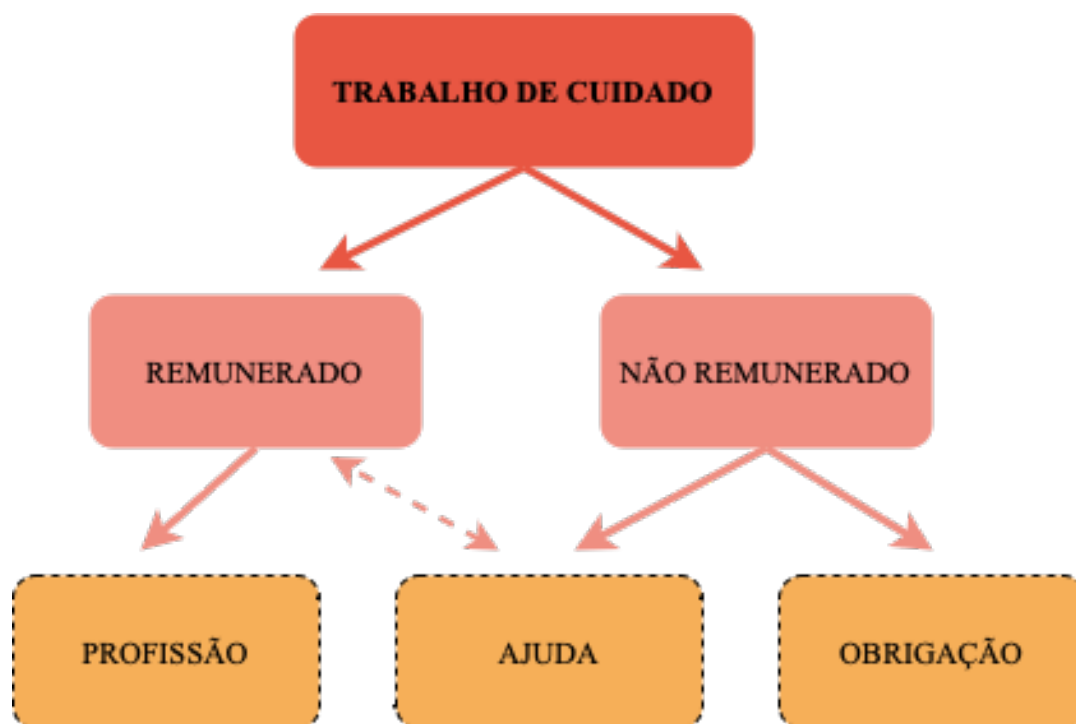 TRABALHO DE CUIDADO
REMUNERADO
NÃO REMUNERADO
PROFISSÃO
AJUDA
OBRIGAÇÃO